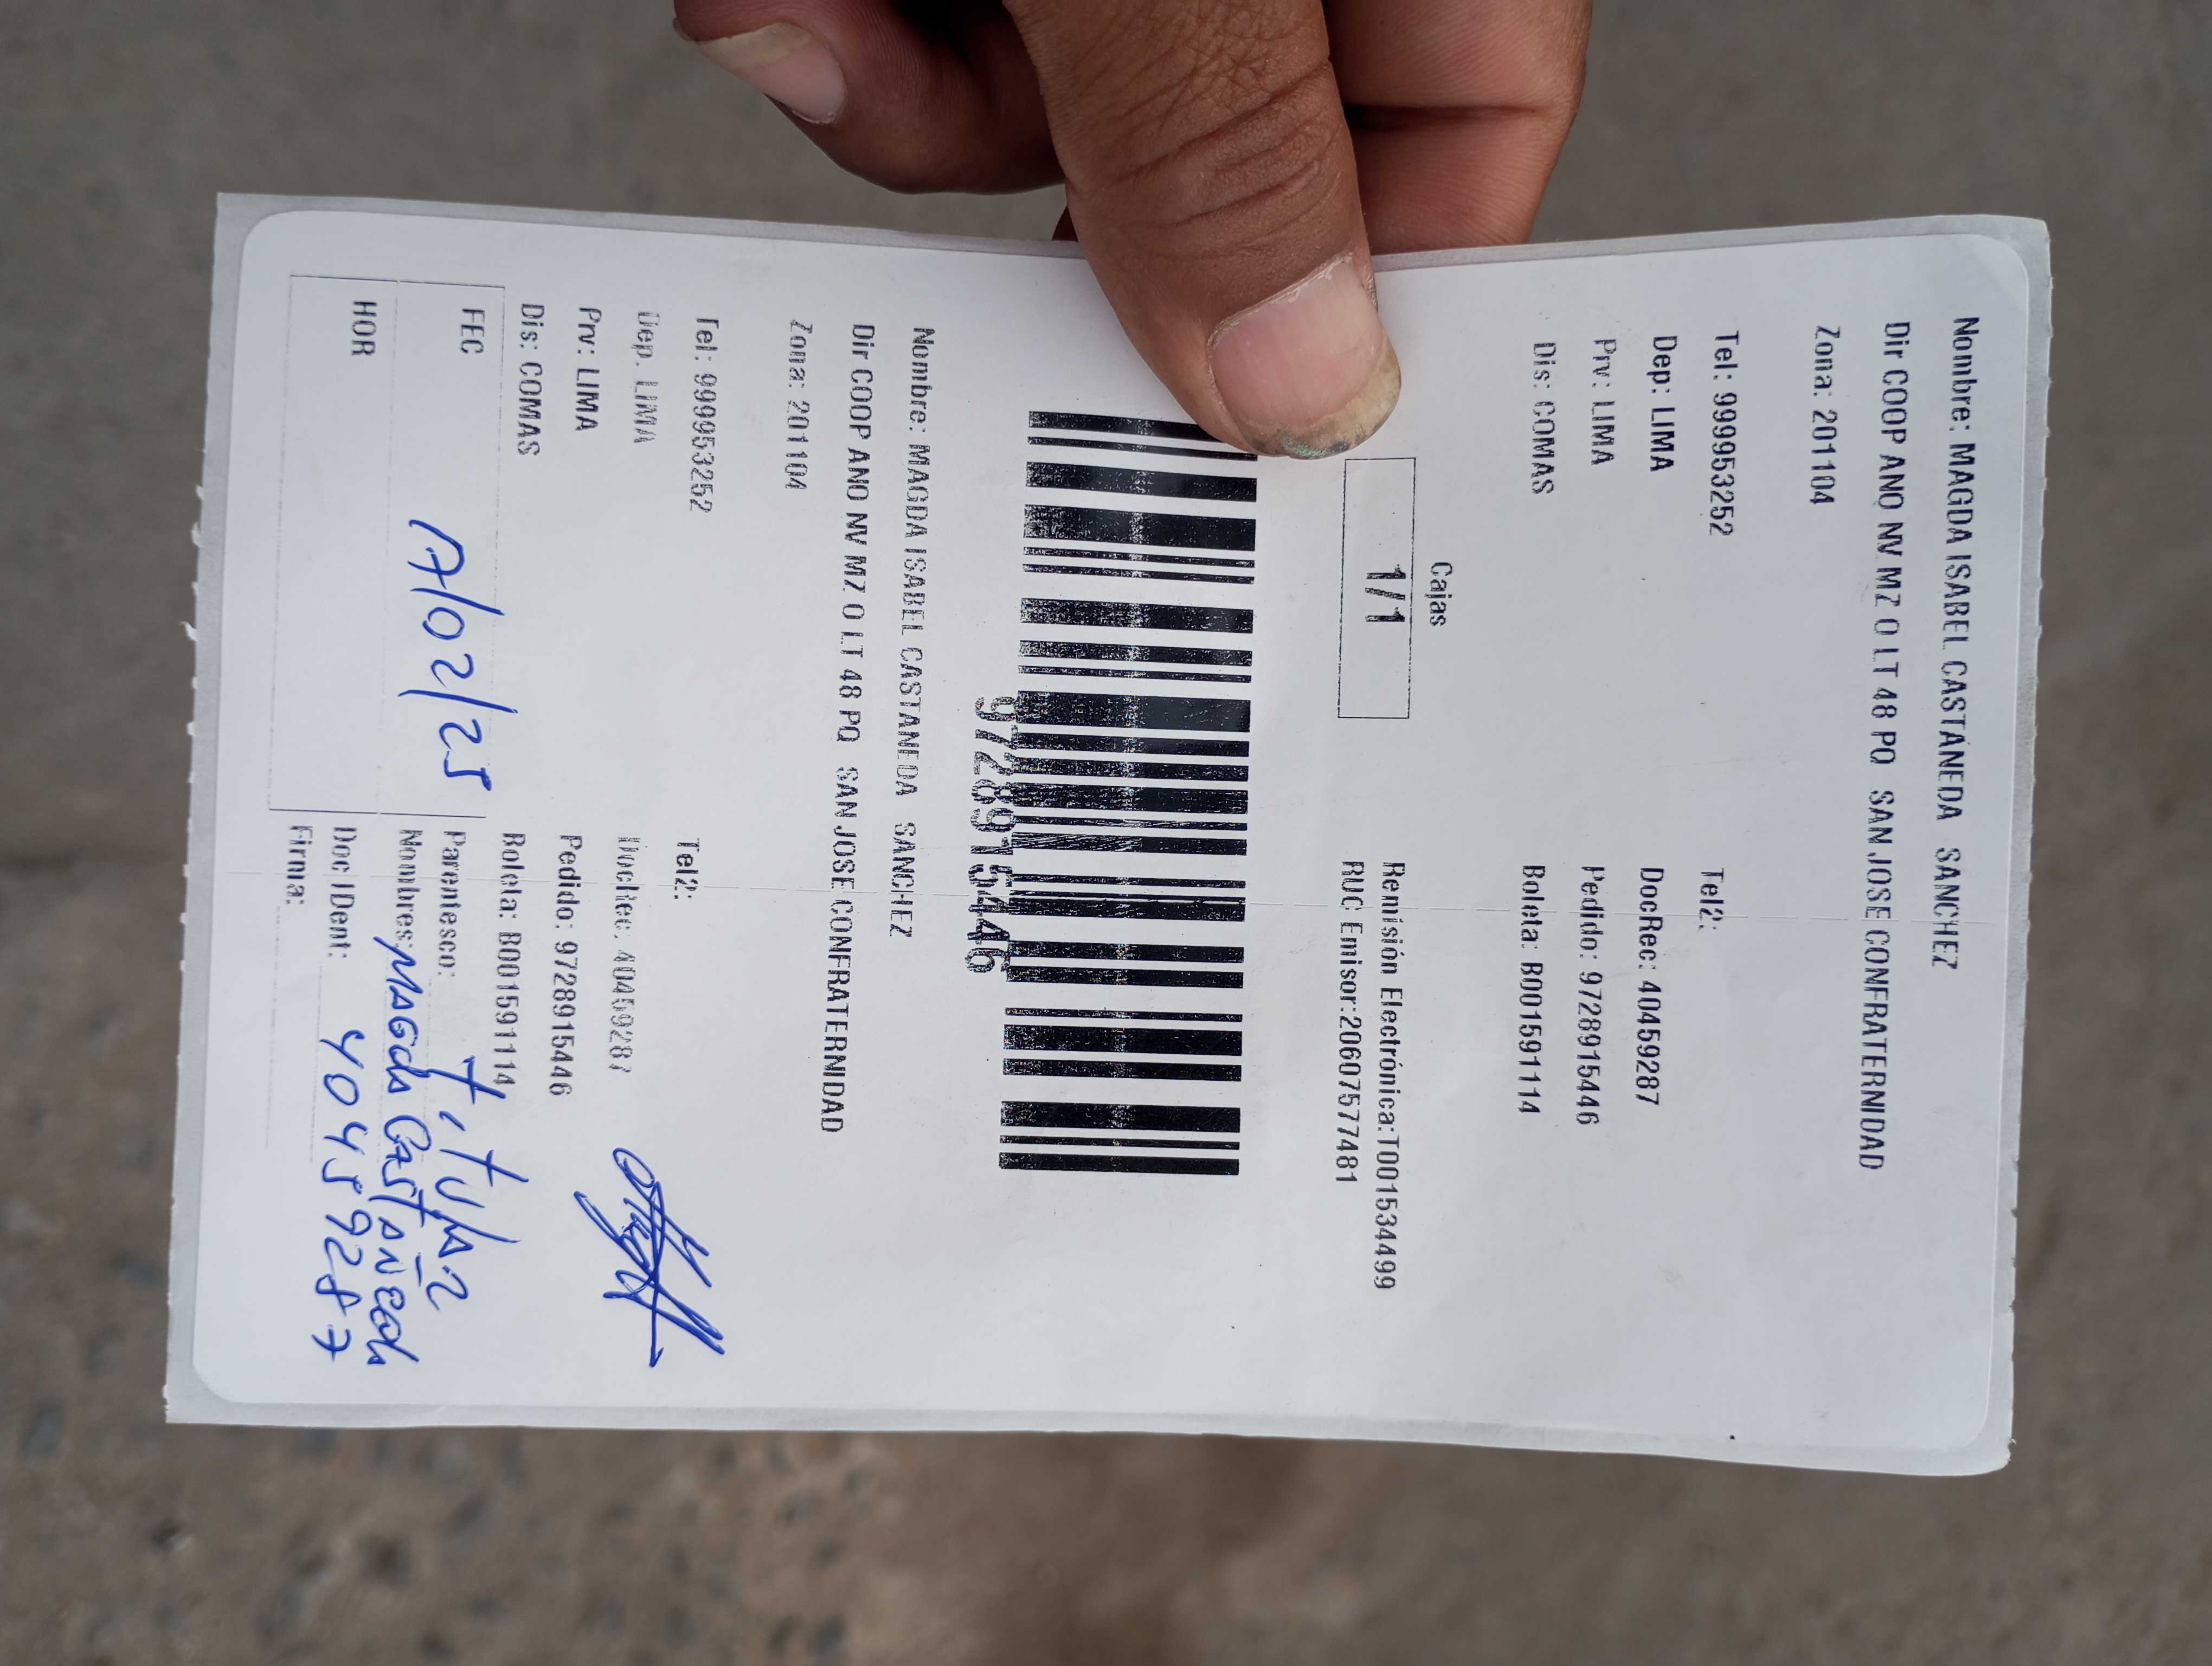 Nombre: MAGDA ISABEL CASTANEDA SANCHEZ
Dir COOP ANO NV MZ O LT 48 PQ SAN JOSE CONFRATERNIDAD
Zona: 201104
Tel: 999953252 Tel2:
Dep: LIMA DocRec: 40459287
Prv: LIMA Pedido: 9728915446
Dis: COMAS Boleta: B001591114
Cajas
1/1
Remisión Electrónica:T001534499
RUC Emisor:20607577481
9728915446
Nombre: MAGDA ISABEL CASTANEDA SANCHEZ
Dir COOP ANO NV MZ O LT 48 PQ SAN JOSE CONFRATERNIDAD
Zona: 201104
Tel: 999953252 Tel2:
Dep. LIMA DocRec: 40459287
Prv: LIMA Pedido: 9728915446
Dis: COMAS Boleta: B001591114
FEC 17/02/25 Parentesco: titular
HOR Nombres: MAGda CASTAÑeda
Doc IDent: 40459287
Firma: